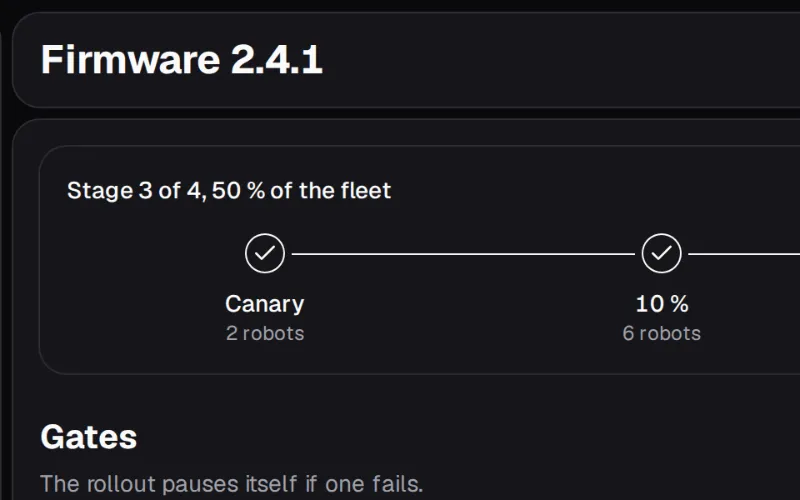 Firmware 2.4.1
Stage 3 of 4, 50 % of the fleet
Canary
2 robots
10 %
6 robots
Gates
The rollout pauses itself if one fails.